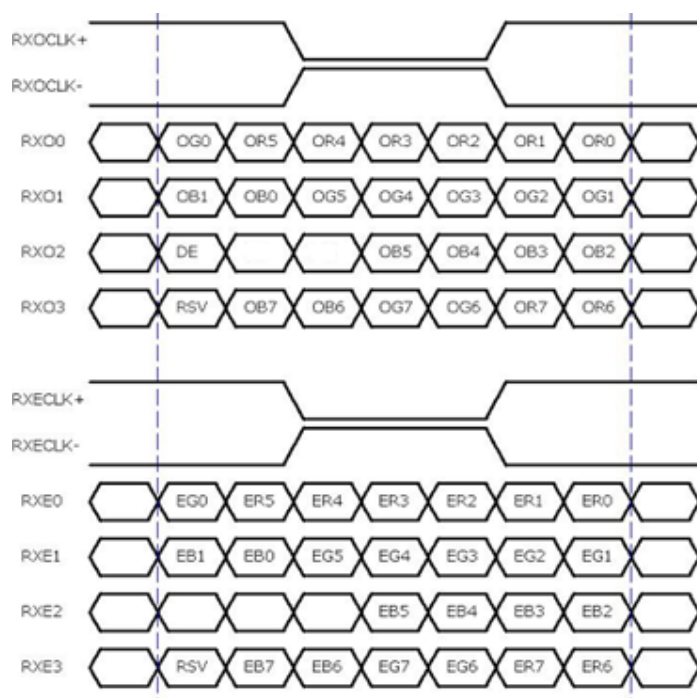 RXOCLK+
RXOCLK-
RXO0 OG0 OR5 OR4 OR3 OR2 OR1 OR0
RXO1 OB1 OB0 OG5 OG4 OG3 OG2 OG1
RXO2 DE OB5 OB4 OB3 OB2
RXO3 RSV OB7 OB6 OG7 OG6 OR7 OR6
RXECLK+
RXECLK-
RXE0 EG0 ER5 ER4 ER3 ER2 ER1 ER0
RXE1 EB1 EB0 EG5 EG4 EG3 EG2 EG1
RXE2 EB5 EB4 EB3 EB2
RXE3 RSV EB7 EB6 EG7 EG6 ER7 ER6